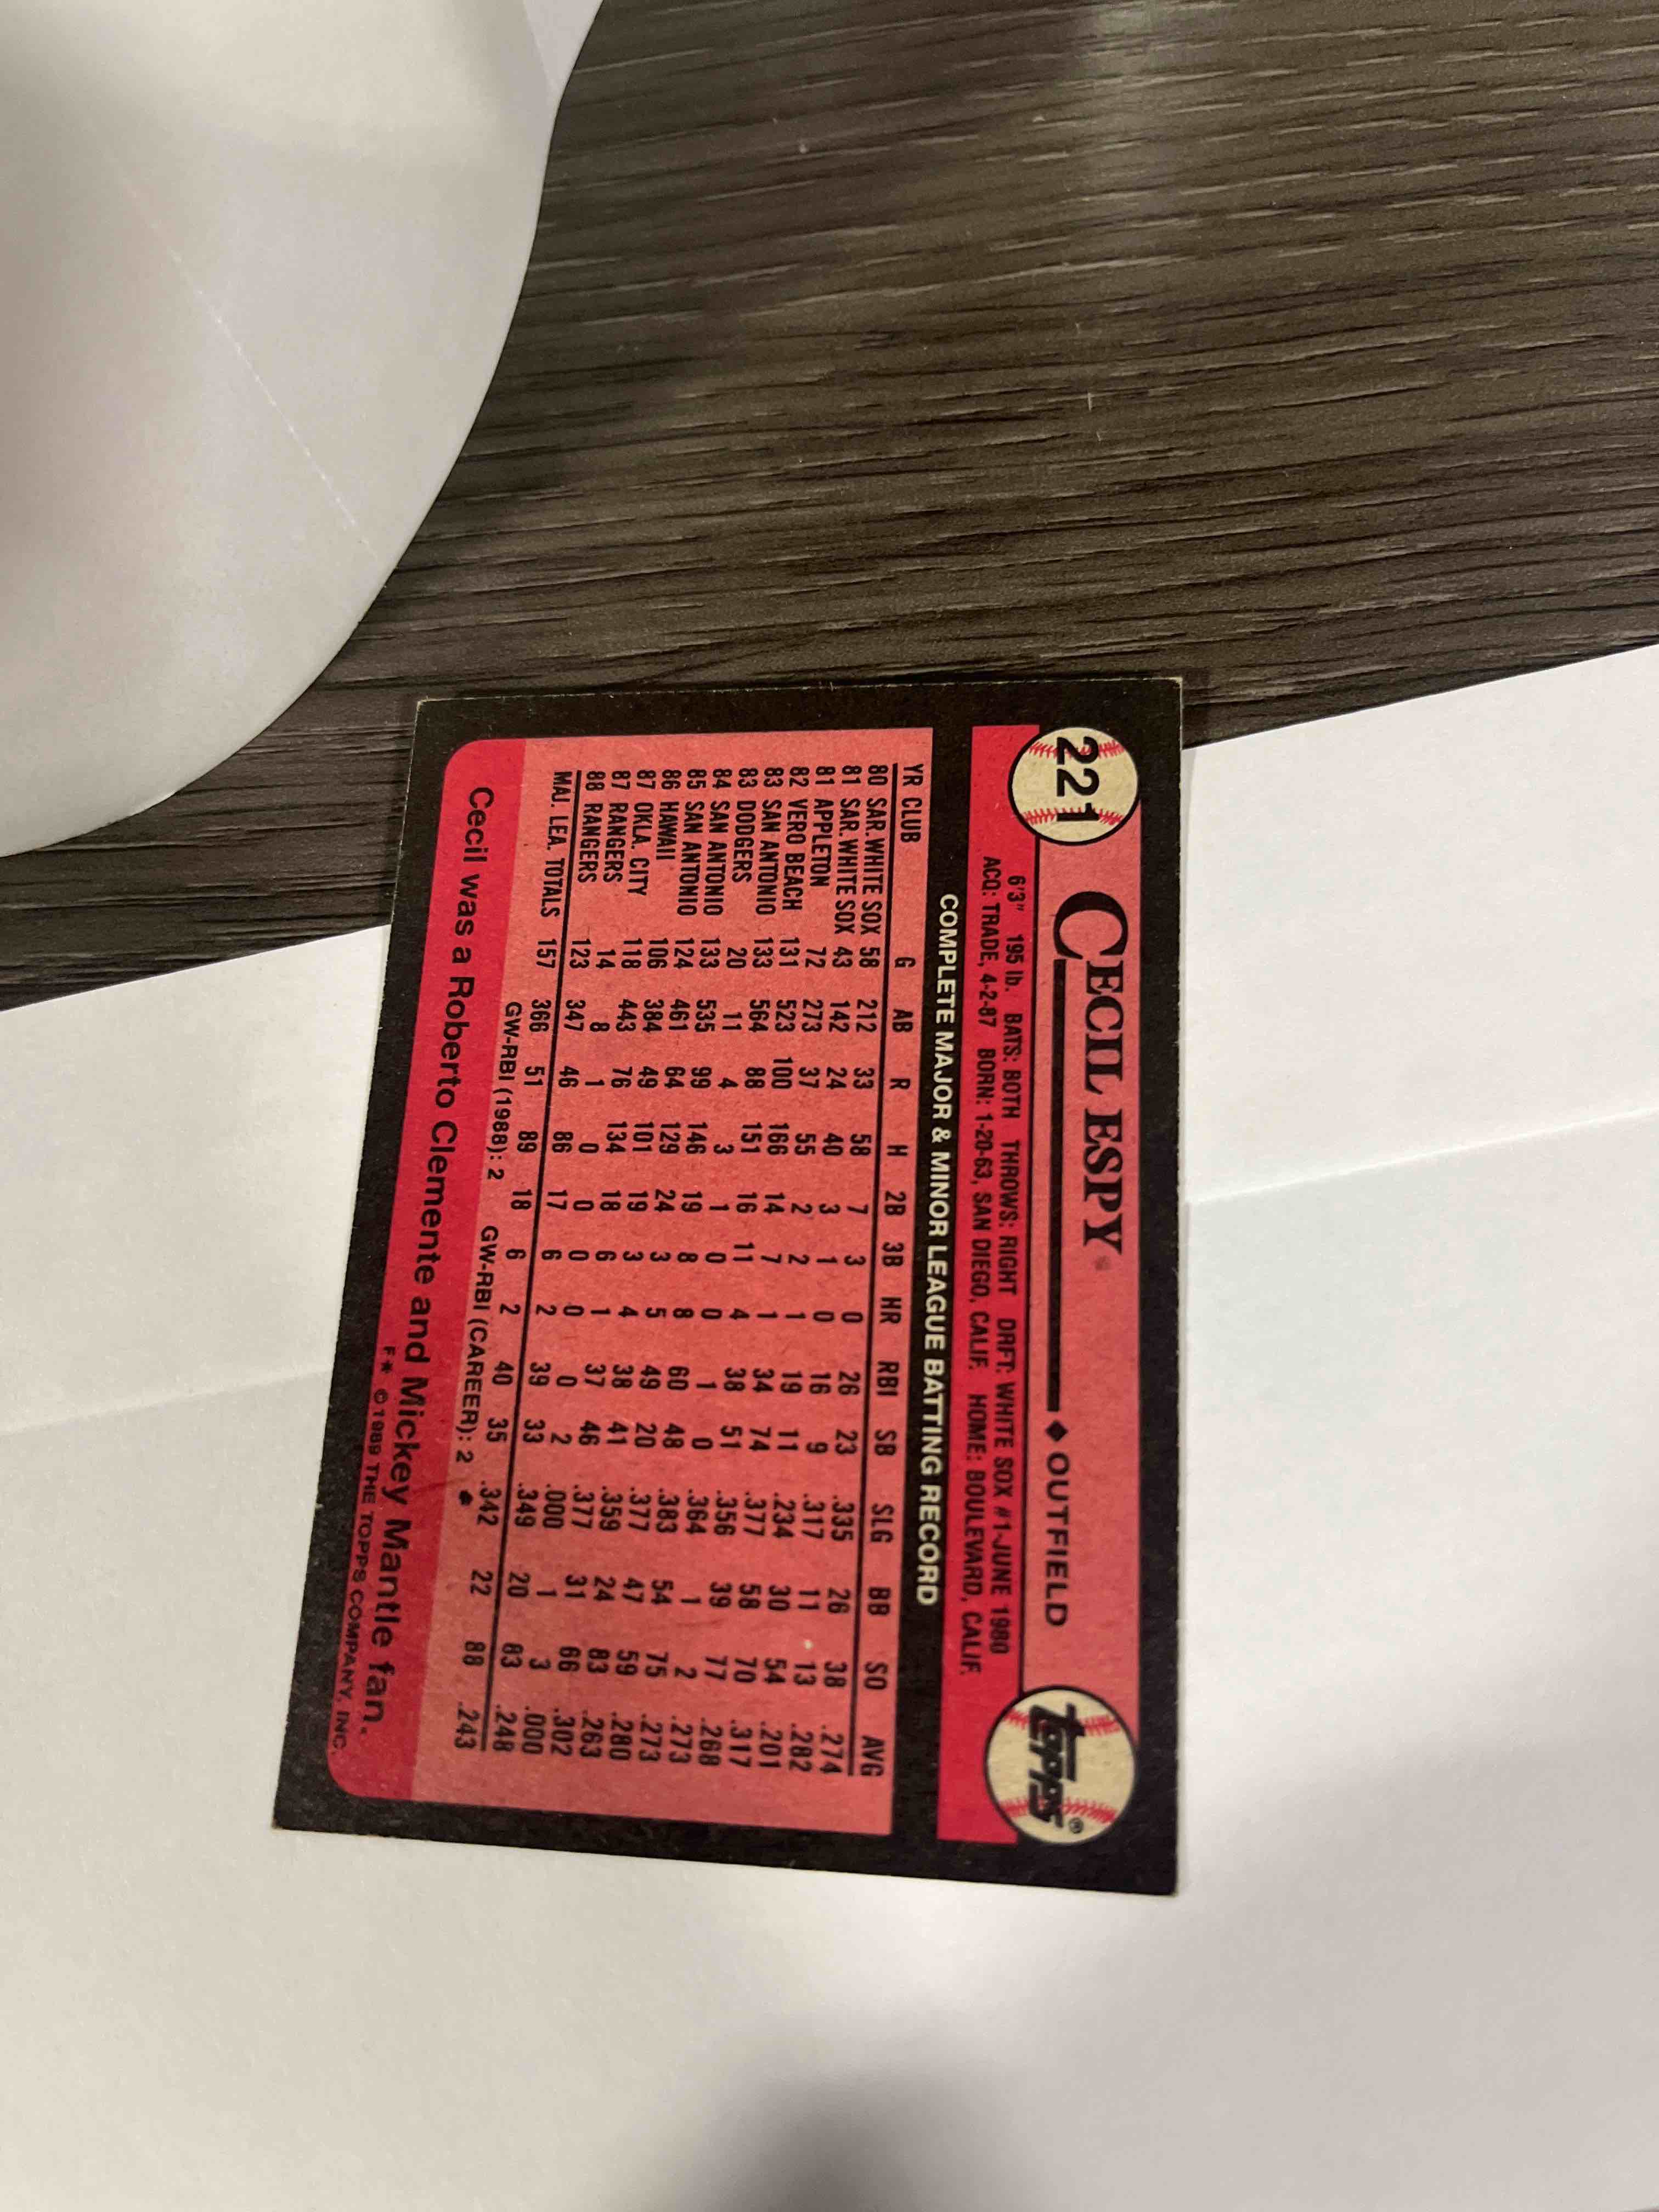 221
CECIL ESPY
◆ OUTFIELD
topps®
6'3" 195 lb. BATS: BOTH THROWS: RIGHT DRFT: WHITE SOX #1-JUNE 1980
ACQ: TRADE, 4-2-87 BORN: 1-20-63, SAN DIEGO, CALIF. HOME: BOULEVARD, CALIF.
COMPLETE MAJOR & MINOR LEAGUE BATTING RECORD
YR CLUB G AB R H 2B 3B HR RBI SB SLG BB SO AVG
80 SAR. WHITE SOX 58 212 33 58 7 3 0 26 23 .335 26 38 .274
81 SAR. WHITE SOX 43 142 24 40 3 1 0 16 9 .317 11 13 .282
81 APPLETON 72 273 37 55 2 2 1 19 11 .234 30 54 .201
82 VERO BEACH 131 523 100 166 14 7 1 34 74 .377 58 70 .317
83 SAN ANTONIO 133 564 88 151 16 11 4 38 51 .356 39 77 .268
83 DODGERS 20 11 4 3 1 0 0 1 0 .364 1 2 .273
84 SAN ANTONIO 133 535 99 146 19 8 8 60 48 .383 54 75 .273
85 SAN ANTONIO 124 461 64 129 24 3 5 49 20 .377 47 59 .280
86 HAWAII 106 384 49 101 19 3 4 38 41 .359 24 83 .263
87 OKLA. CITY 118 443 76 134 18 6 1 37 46 .377 31 66 .302
87 RANGERS 14 8 1 0 0 0 0 0 2 .000 1 3 .000
88 RANGERS 123 347 46 86 17 6 2 39 33 .349 20 83 .248
MAJ. LEA. TOTALS 157 366 51 89 18 6 2 40 35 .342 22 88 .243
GW-RBI (1988): 2 GW-RBI (CAREER): 2 ♣
Cecil was a Roberto Clemente and Mickey Mantle fan.
F* © 1989 THE TOPPS COMPANY, INC.